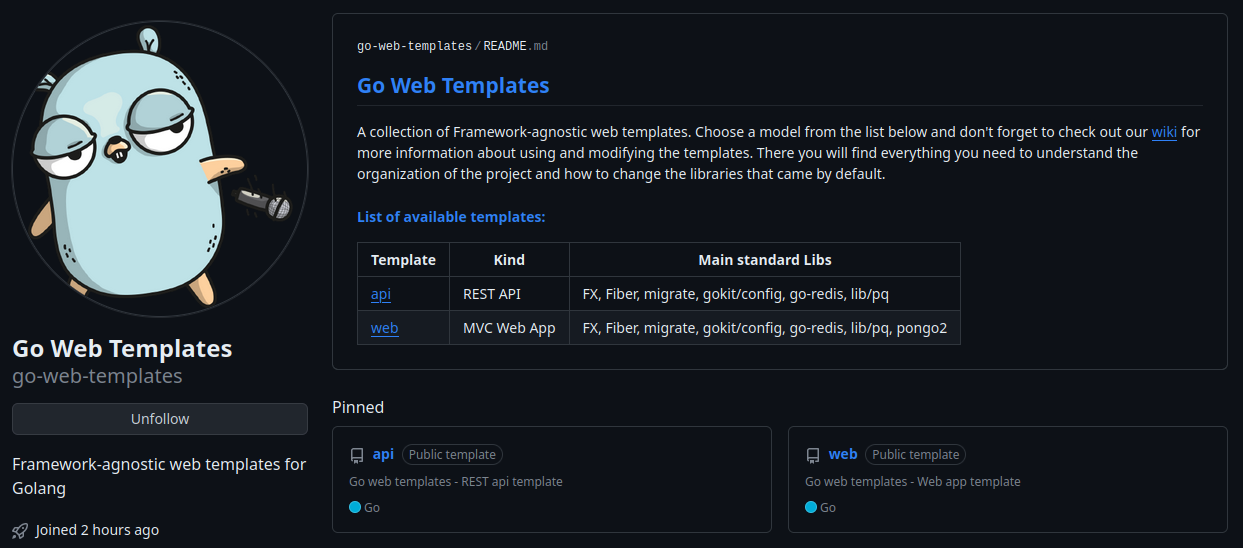 go-web-templates/README.md
Go Web Templates
A collection of Framework-agnostic web templates. Choose a model from the list below and don't forget to check out our wiki for
more information about using and modifying the templates. There you will find everything you need to understand the
organization of the project and how to change the libraries that came by default.
List of available templates:
Template Kind Main standard Libs
api REST API FX, Fiber, migrate, gokit/config, go-redis, lib/pq
web MVC Web App FX, Fiber, migrate, gokit/config, go-redis, lib/pq, pongo2
Go Web Templates
go-web-templates
Unfollow
Framework-agnostic web templates for
Golang
Joined 2 hours ago
Pinned
api Public template
Go web templates - REST api template
Go
web Public template
Go web templates - Web app template
Go